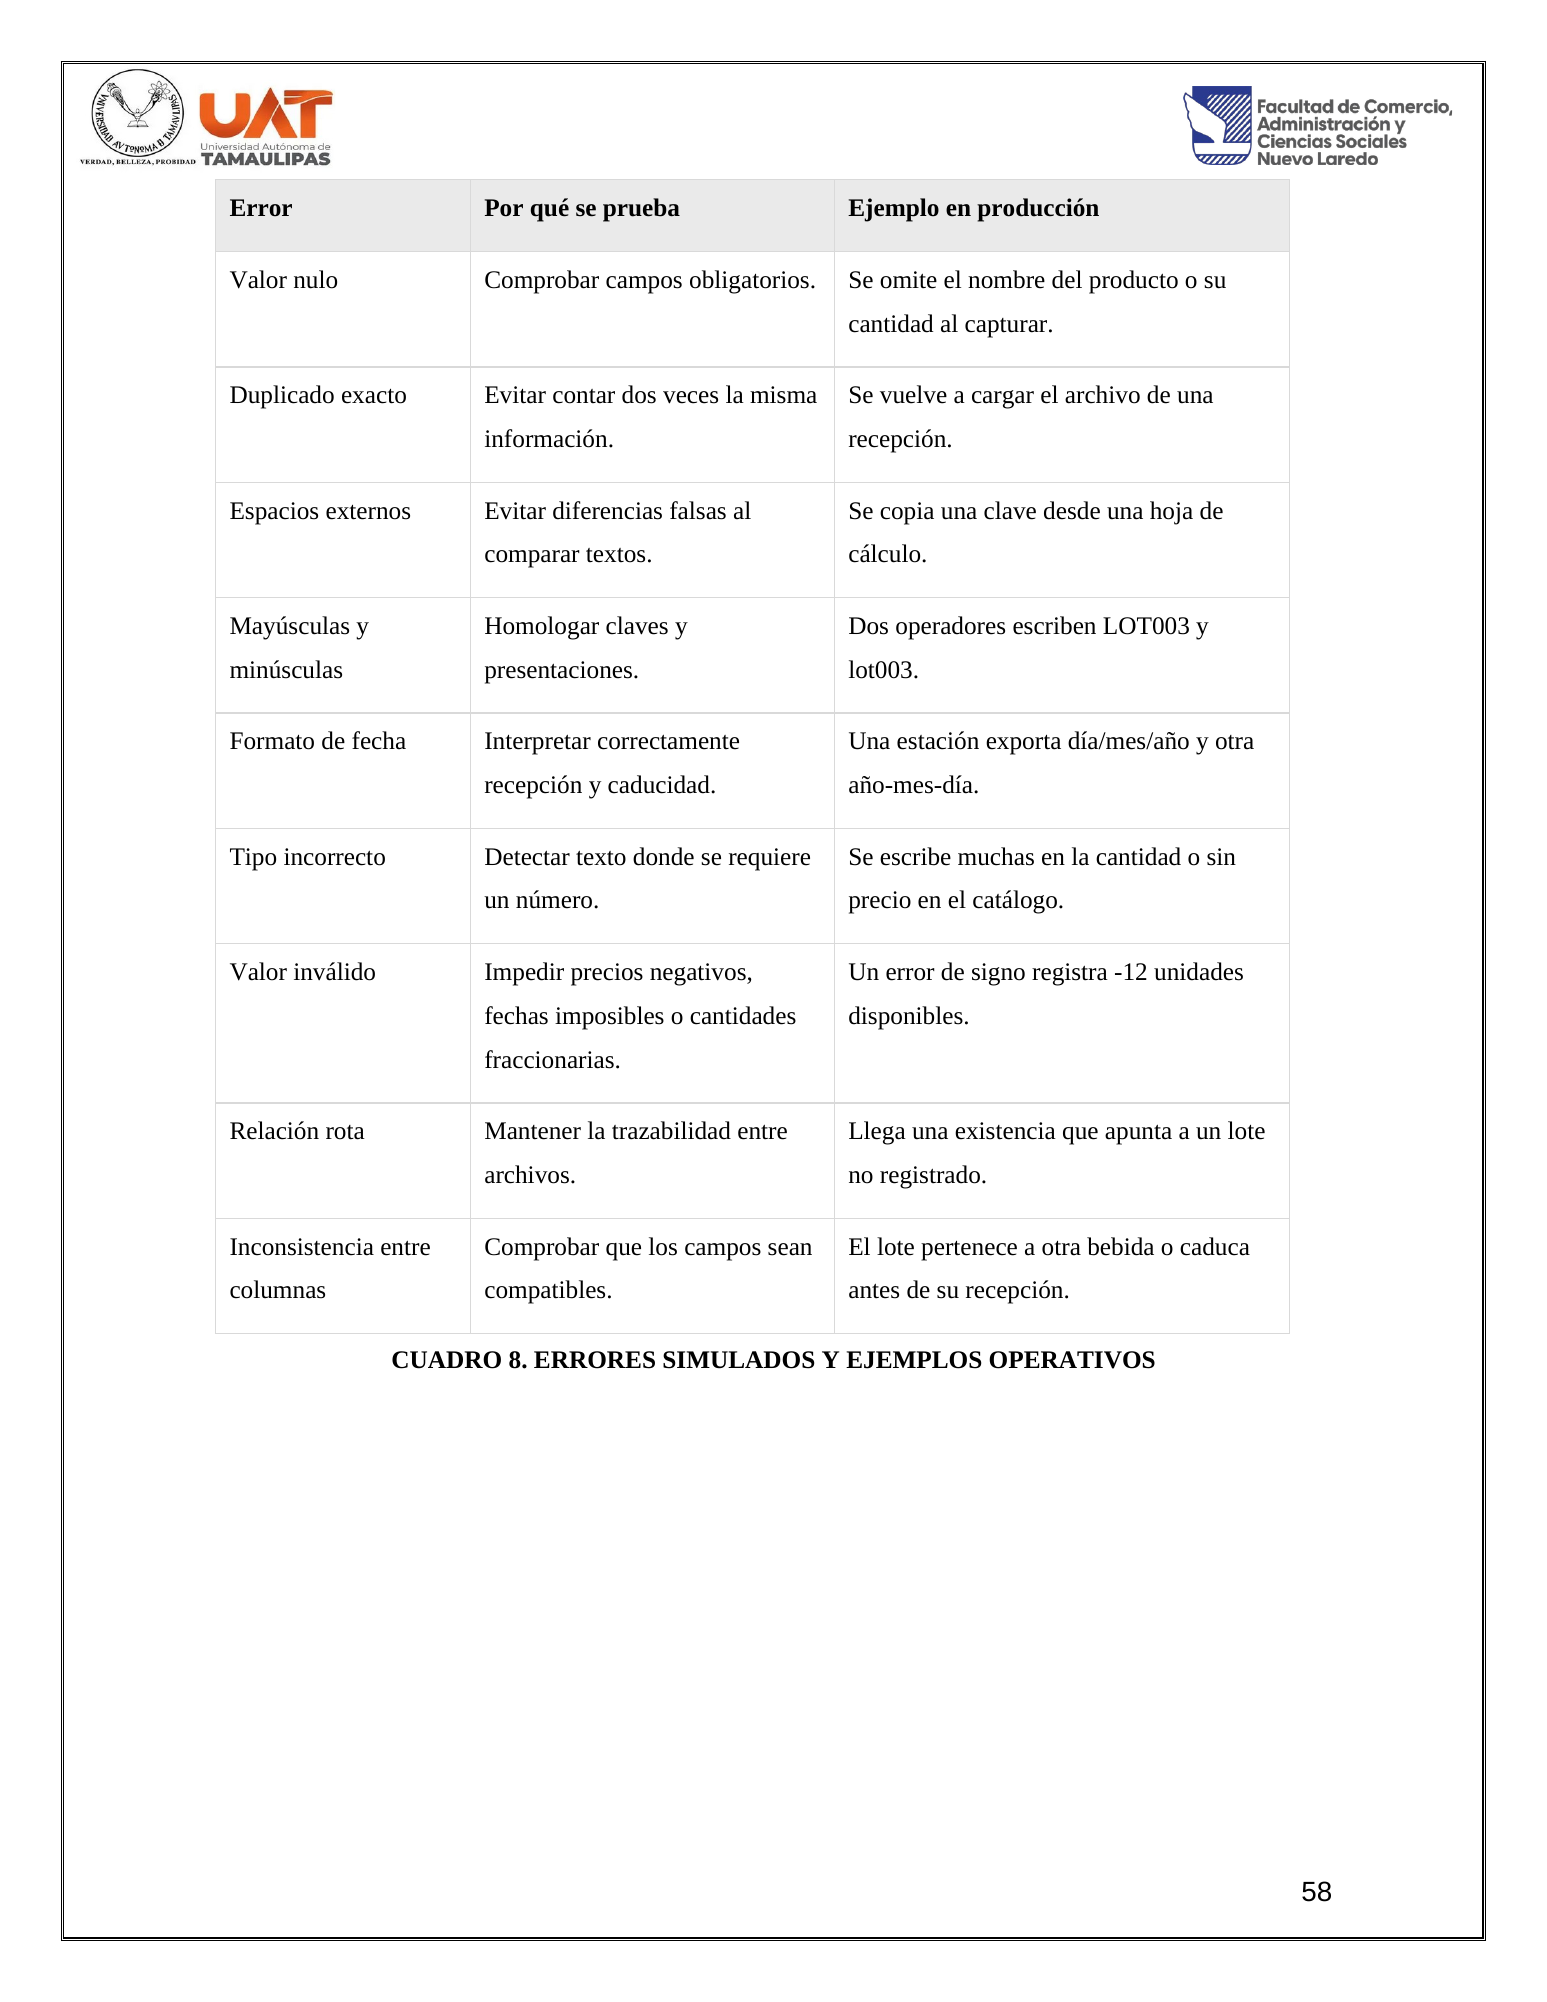 UNIVERSIDAD AVTONOMA D TAMAVLIPAS
VERDAD, BELLEZA, PROBIDAD
UAT
Universidad Autónoma de
TAMAULIPAS
Facultad de Comercio,
Administración y
Ciencias Sociales
Nuevo Laredo
Error Por qué se prueba Ejemplo en producción
Valor nulo Comprobar campos obligatorios. Se omite el nombre del producto o su
cantidad al capturar.
Duplicado exacto Evitar contar dos veces la misma Se vuelve a cargar el archivo de una
información. recepción.
Espacios externos Evitar diferencias falsas al Se copia una clave desde una hoja de
comparar textos. cálculo.
Mayúsculas y Homologar claves y Dos operadores escriben LOT003 y
minúsculas presentaciones. lot003.
Formato de fecha Interpretar correctamente Una estación exporta día/mes/año y otra
recepción y caducidad. año-mes-día.
Tipo incorrecto Detectar texto donde se requiere Se escribe muchas en la cantidad o sin
un número. precio en el catálogo.
Valor inválido Impedir precios negativos, Un error de signo registra -12 unidades
fechas imposibles o cantidades disponibles.
fraccionarias.
Relación rota Mantener la trazabilidad entre Llega una existencia que apunta a un lote
archivos. no registrado.
Inconsistencia entre Comprobar que los campos sean El lote pertenece a otra bebida o caduca
columnas compatibles. antes de su recepción.
CUADRO 8. ERRORES SIMULADOS Y EJEMPLOS OPERATIVOS
58